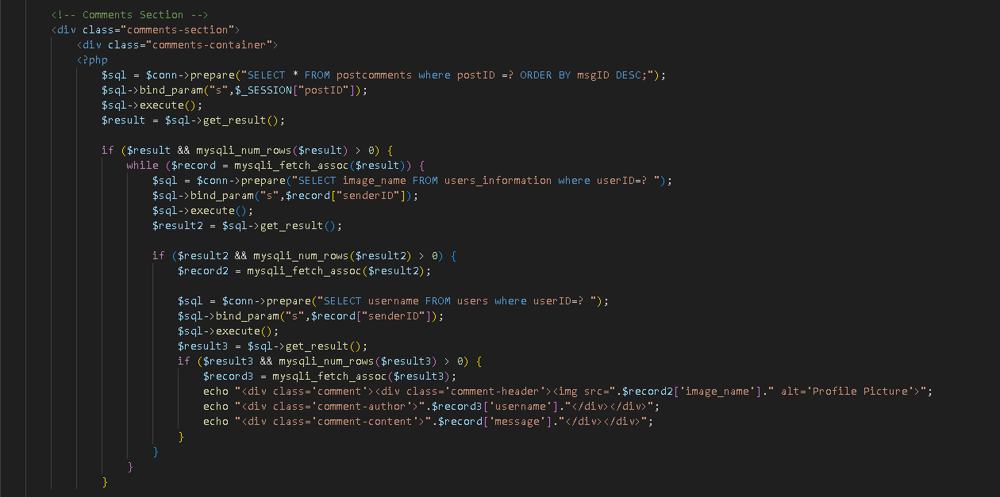 <!-- Comments Section -->
<div class="comments-section">
<div class="comments-container">
<?php
$sql = $conn->prepare("SELECT * FROM postcomments where postID =? ORDER BY msgID DESC;");
$sql->bind_param("s",$_SESSION["postID"]);
$sql->execute();
$result = $sql->get_result();
if ($result && mysqli_num_rows($result) > 0) {
while ($record = mysqli_fetch_assoc($result)) {
$sql = $conn->prepare("SELECT image_name FROM users_information where userID=? ");
$sql->bind_param("s",$record["senderID"]);
$sql->execute();
$result2 = $sql->get_result();
if ($result2 && mysqli_num_rows($result2) > 0) {
$record2 = mysqli_fetch_assoc($result2);
$sql = $conn->prepare("SELECT username FROM users where userID=? ");
$sql->bind_param("s",$record["senderID"]);
$sql->execute();
$result3 = $sql->get_result();
if ($result3 && mysqli_num_rows($result3) > 0) {
$record3 = mysqli_fetch_assoc($result3);
echo "<div class='comment'><div class='comment-header'><img src=".$record2['image_name']." alt='Profile Picture'>";
echo "<div class='comment-author'>".$record3['username']."</div></div>";
echo "<div class='comment-content'>".$record['message']."</div></div>";
}
}
}
}